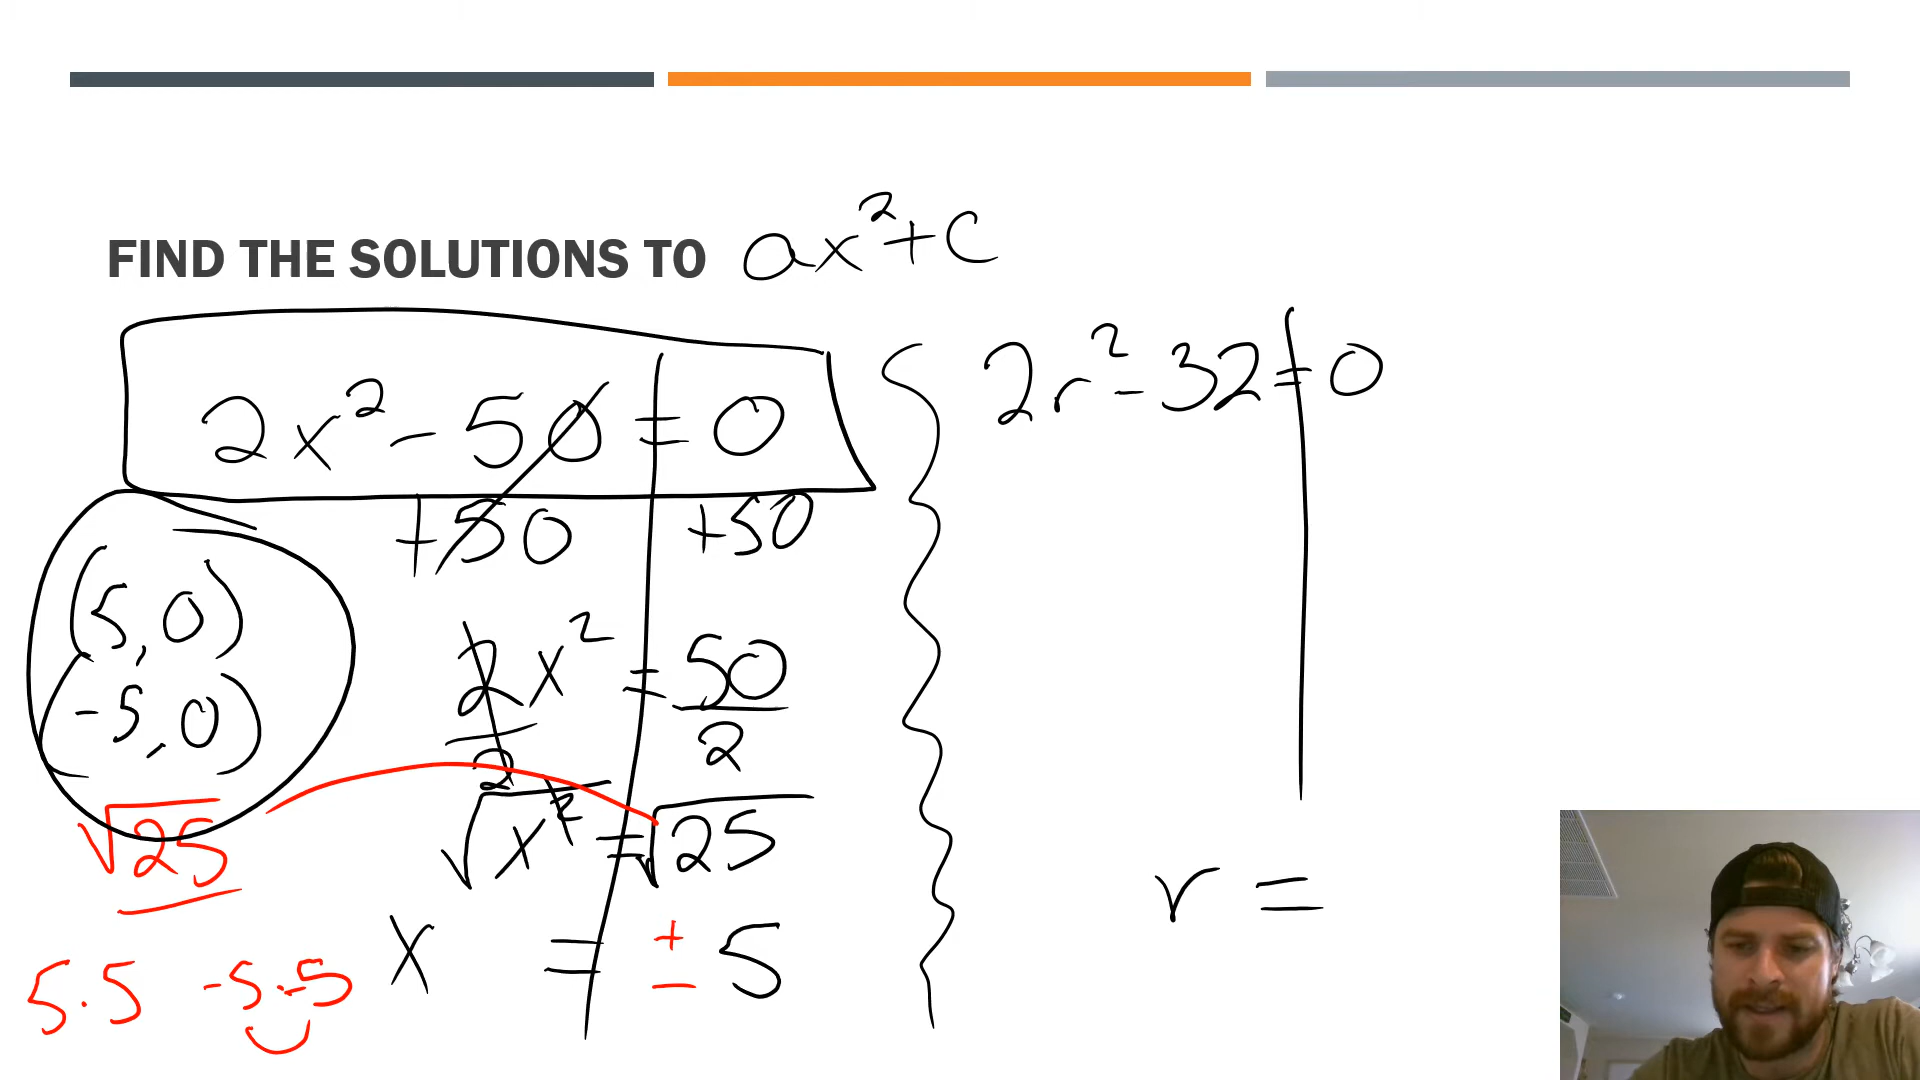 FIND THE SOLUTIONS TO ax²+c
2x² - 50 = 0
+50 +50
2x² = 50
2 2
√x² = √25
x = ± 5
(5,0)
-5,0)
√25
5.5 -5.-5
2r² - 32 = 0
r =